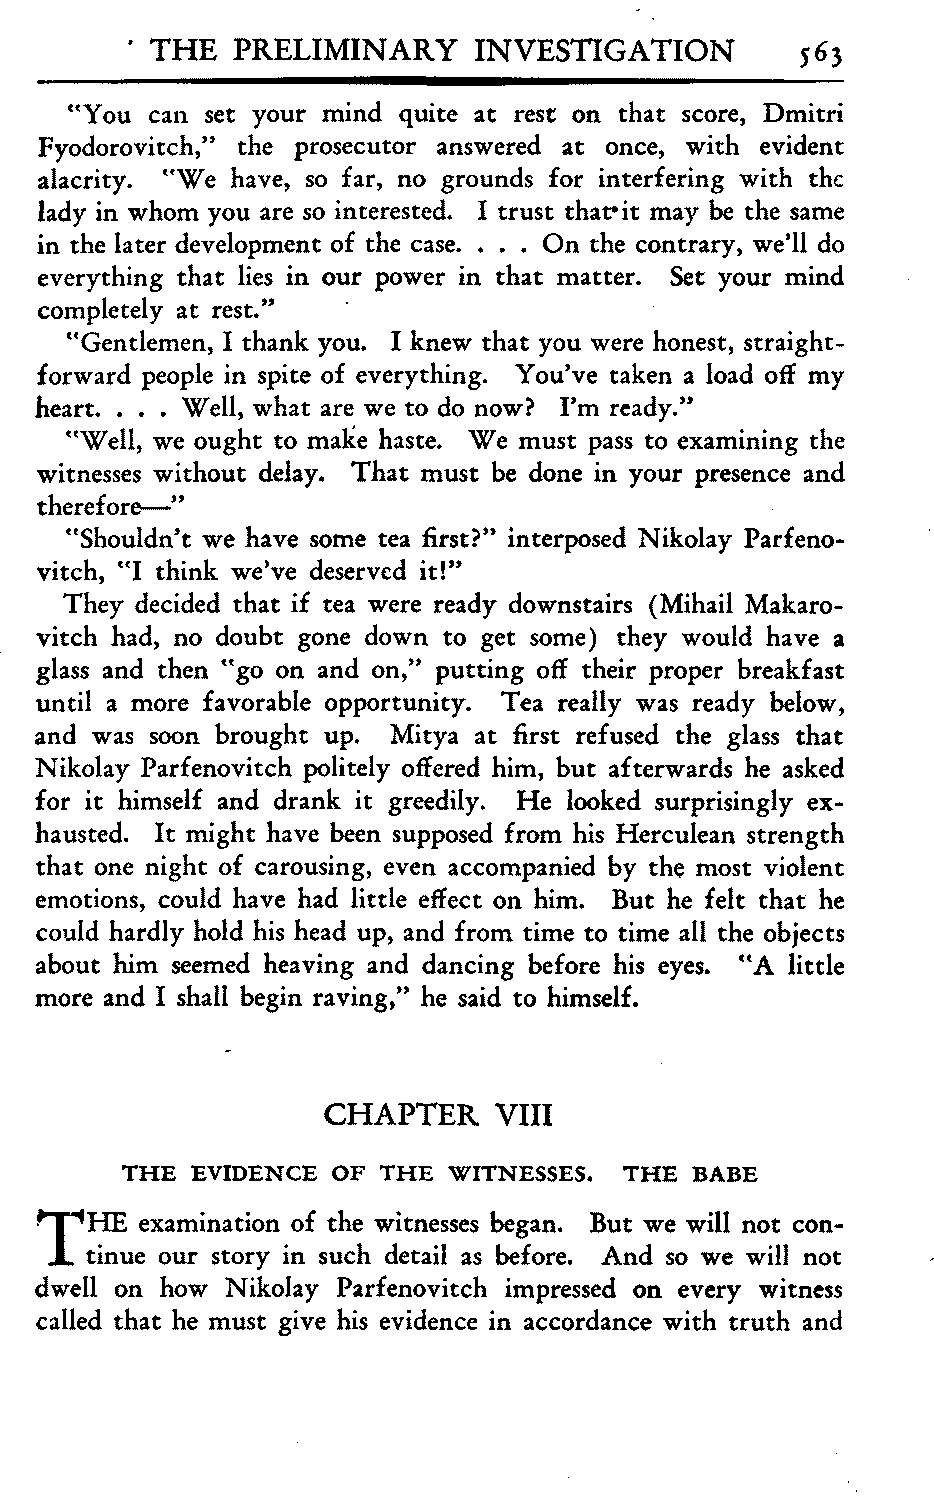 THE PRELIMINARY INVESTIGATION 563
"You can set your mind quite at rest on that score, Dmitri
Fyodorovitch," the prosecutor answered at once, with evident
alacrity. "We have, so far, no grounds for interfering with the
lady in whom you are so interested. I trust that it may be the same
in the later development of the case. . . . On the contrary, we'll do
everything that lies in our power in that matter. Set your mind
completely at rest."
"Gentlemen, I thank you. I knew that you were honest, straight-
forward people in spite of everything. You've taken a load off my
heart. . . . Well, what are we to do now? I'm ready."
"Well, we ought to make haste. We must pass to examining the
witnesses without delay. That must be done in your presence and
therefore—"
"Shouldn't we have some tea first?" interposed Nikolay Parfeno-
vitch, "I think we've deserved it!"
They decided that if tea were ready downstairs (Mihail Makaro-
vitch had, no doubt gone down to get some) they would have a
glass and then "go on and on," putting off their proper breakfast
until a more favorable opportunity. Tea really was ready below,
and was soon brought up. Mitya at first refused the glass that
Nikolay Parfenovitch politely offered him, but afterwards he asked
for it himself and drank it greedily. He looked surprisingly ex-
hausted. It might have been supposed from his Herculean strength
that one night of carousing, even accompanied by the most violent
emotions, could have had little effect on him. But he felt that he
could hardly hold his head up, and from time to time all the objects
about him seemed heaving and dancing before his eyes. "A little
more and I shall begin raving," he said to himself.
CHAPTER VIII
THE EVIDENCE OF THE WITNESSES. THE BABE
THE examination of the witnesses began. But we will not con-
tinue our story in such detail as before. And so we will not
dwell on how Nikolay Parfenovitch impressed on every witness
called that he must give his evidence in accordance with truth and